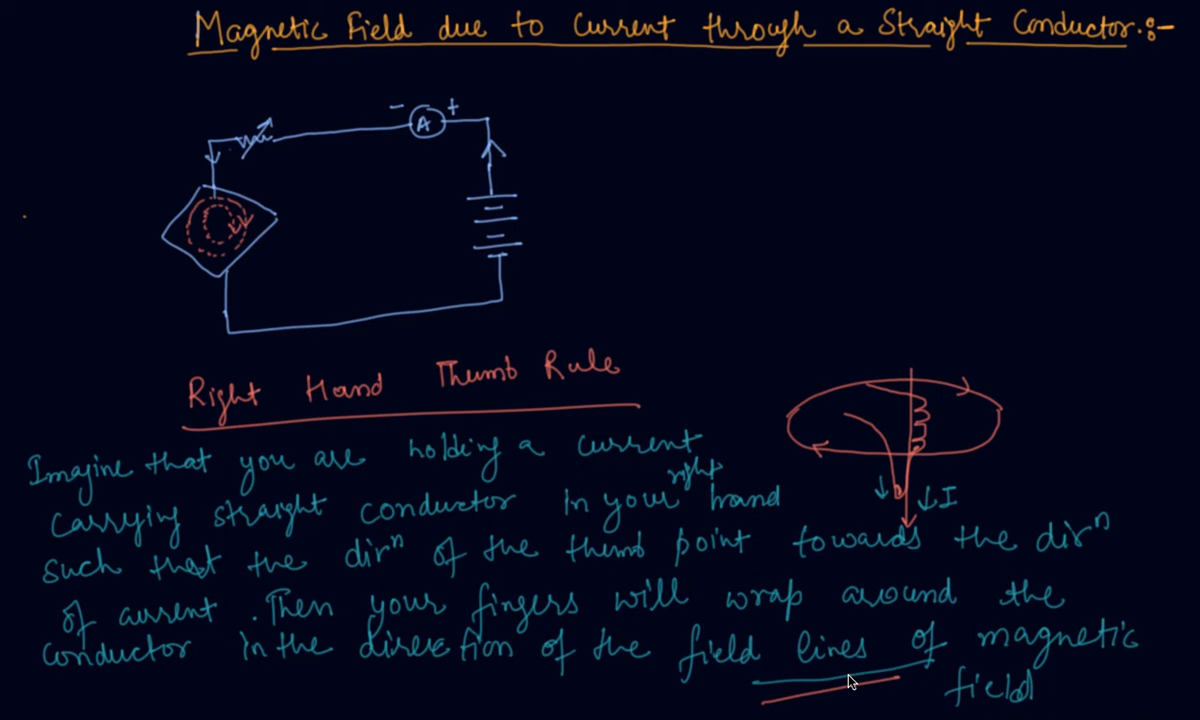 Magnetic Field due to Current through a Straight Conductor:-
- A +
Right Hand Thumb Rule
Imagine that you are holding a current
carrying straight conductor in your right hand
I
such that the dirⁿ of the thumb point towards the dirⁿ
of current. Then your fingers will wrap around the
conductor in the direction of the field lines of magnetic
field